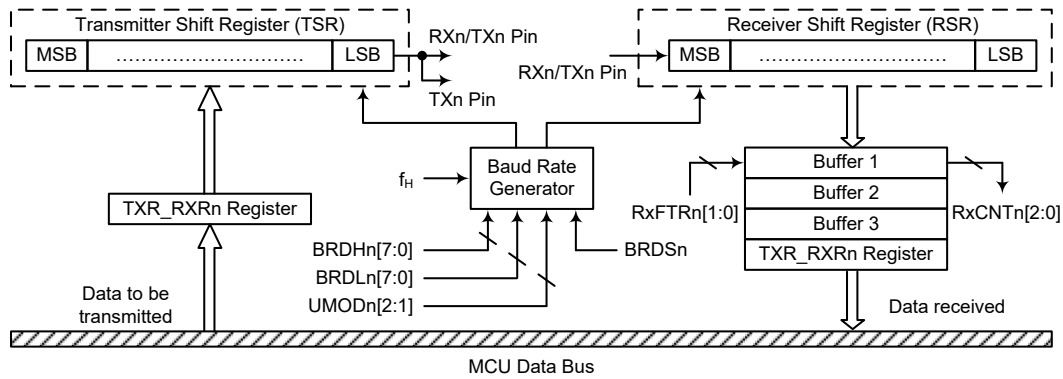 Transmitter Shift Register (TSR)
MSB ................................ LSB
RXn/TXn Pin
TXn Pin
Receiver Shift Register (RSR)
RXn/TXn Pin
MSB ................................ LSB
Baud Rate
Generator
fH
BRDHn[7:0]
BRDLn[7:0]
UMODn[2:1]
BRDSn
TXR_RXRn Register
Data to be
transmitted
Buffer 1
Buffer 2
Buffer 3
TXR_RXRn Register
RxFTRn[1:0]
RxCNTn[2:0]
Data received
MCU Data Bus